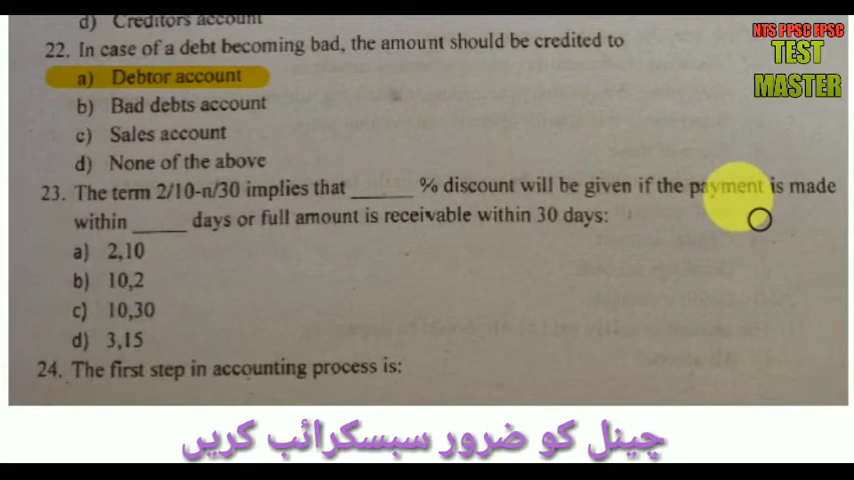 d) Creditors account
22. In case of a debt becoming bad, the amount should be credited to
a) Debtor account
b) Bad debts account
c) Sales account
d) None of the above
23. The term 2/10-n/30 implies that ______ % discount will be given if the payment is made
within ______ days or full amount is receivable within 30 days:
a) 2,10
b) 10,2
c) 10,30
d) 3,15
24. The first step in accounting process is:
NTS PPSC FPSC
TEST
MASTER
چینل کو ضرور سبسکرائب کریں